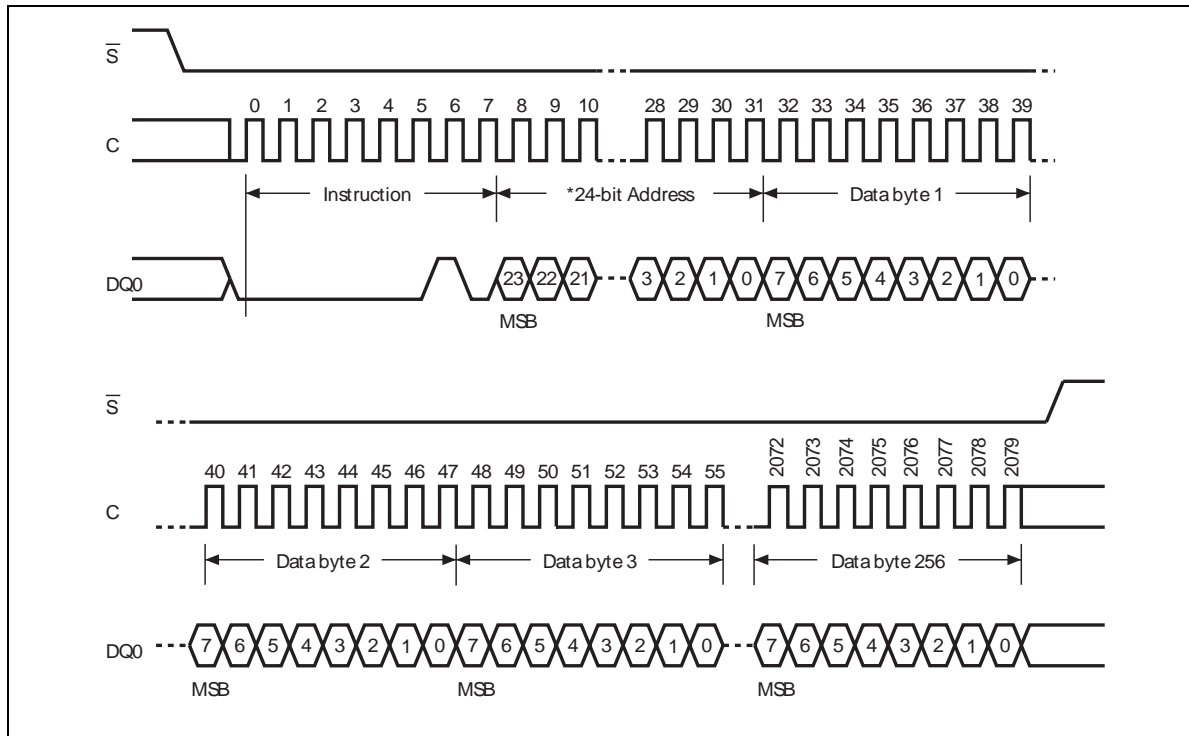 S
0 1 2 3 4 5 6 7 8 9 10 28 29 30 31 32 33 34 35 36 37 38 39
C
Instruction *24-bit Address Data byte 1
DQ0 23 22 21 3 2 1 0 7 6 5 4 3 2 1 0
MSB MSB
S
40 41 42 43 44 45 46 47 48 49 50 51 52 53 54 55 2072 2073 2074 2075 2076 2077 2078 2079
C
Data byte 2 Data byte 3 Data byte 256
DQ0 7 6 5 4 3 2 1 0 7 6 5 4 3 2 1 0 7 6 5 4 3 2 1 0
MSB MSB MSB